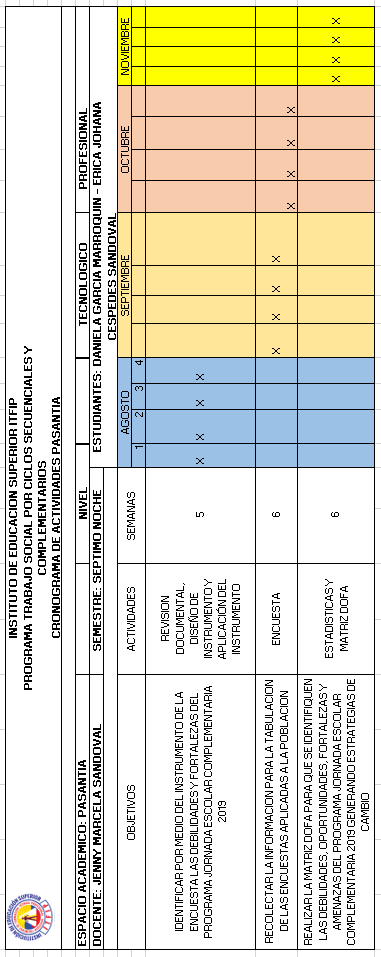 INSTITUTO DE EDUCACION SUPERIOR ITFIP
PROGRAMA TRABAJO SOCIAL POR CICLOS SECUENCIALES Y
COMPLEMENTARIOS
CRONOGRAMA DE ACTIVIDADES PASANTIA
ESPACIO ACADEMICO: PASANTIA NIVEL TECNOLOGICO PROFESIONAL
DOCENTE: JENNY MARCELA SANDOVAL SEMESTRE: SEPTIMO NOCHE ESTUDIANTES: DANIELA GARCIA MARROQUIN - ERICA JOHANA
CESPEDES SANDOVAL
OBJETIVOS ACTIVIDADES SEMANAS AGOSTO SEPTIEMBRE OCTUBRE NOVIEMBRE
1 2 3 4
IDENTIFICAR POR MEDIO DEL INSTRUMENTO DE LA
ENCUESTA LAS DEBILIDADES Y FORTALEZAS DEL
PROGRAMA JORNADA ESCOLAR COMPLEMENTARIA
2019
REVISION
DOCUMENTAL,
DISEÑO DE
INSTRUMENTO Y
APLICACIÓN DEL
INSTRUMENTO
5 X X X X
RECOLECTAR LA INFORMACION PARA LA TABULACION
DE LAS ENCUESTAS APLICADAS A LA POBLACION
ENCUESTA
6 X X X X X X X X
REALIZAR LA MATRIZ DOFA PARA QUE SE IDENTIFIQUEN
LAS DEBILIDADES, OPORTUNIDADES, FORTALEZAS Y
AMENAZAS DEL PROGRAMA JORNADA ESCOLAR
COMPLEMENTARIA 2019 GENERANDO ESTRATEGIAS DE
CAMBIO
ESTADISTICAS Y
MATRIZ DOFA
6 X X X X